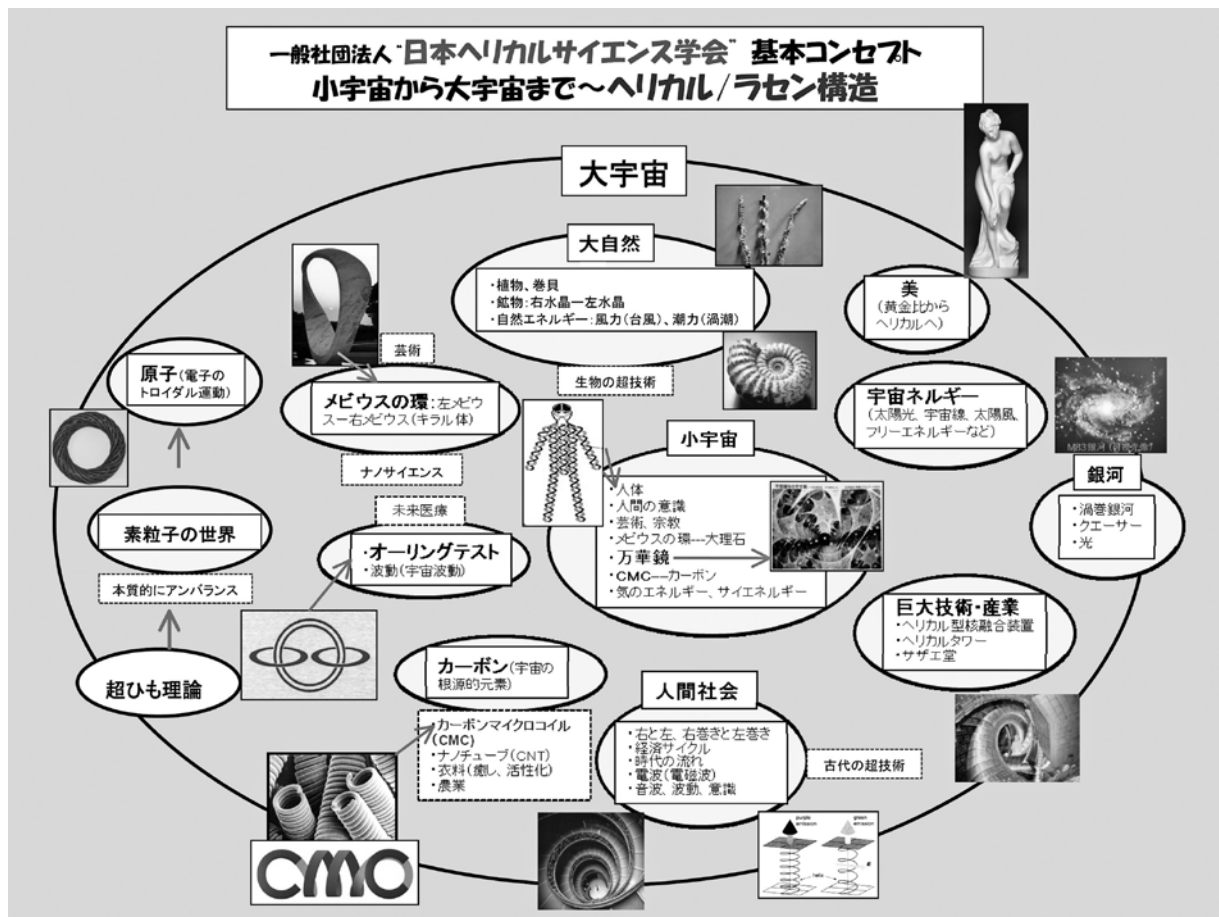 一般社団法人“日本ヘリカルサイエンス学会”基本コンセプト
小宇宙から大宇宙まで～ヘリカル/ラセン構造
大宇宙
大自然
・植物、巻貝
・鉱物：右水晶ー左水晶
・自然エネルギー：風力(台風)、潮力(渦潮)
生物の超技術
美
(黄金比から
ヘリカルへ)
芸術
メビウスの環：左メビウ
スー右メビウス(キラル体)
ナノサイエンス
原子(電子の
トロイダル運動)
宇宙ネルギー
(太陽光、宇宙線、太陽風、
フリーエネルギーなど)
銀河
・渦巻銀河
・クエーサー
・光
小宇宙
・人体
・人間の意識
・芸術、宗教
・メビウスの環---大理石
・万華鏡
・CMC---カーボン
・気のエネルギー、サイエネルギー
未来医療
・オーリングテスト
・波動(宇宙波動)
素粒子の世界
本質的にアンバランス
超ひも理論
巨大技術・産業
・ヘリカル型核融合装置
・ヘリカルタワー
・サザエ堂
カーボン(宇宙の
根源的元素)
・カーボンマイクロコイル
(CMC)
・ナノチューブ(CNT)
・衣料(癒し、活性化)
・農業
人間社会
・右と左、右巻きと左巻き
・経済サイクル
・時代の流れ
・電波(電磁波)
・音波、波動、意識
古代の超技術
purple
emission
green
emission
helix
CMC